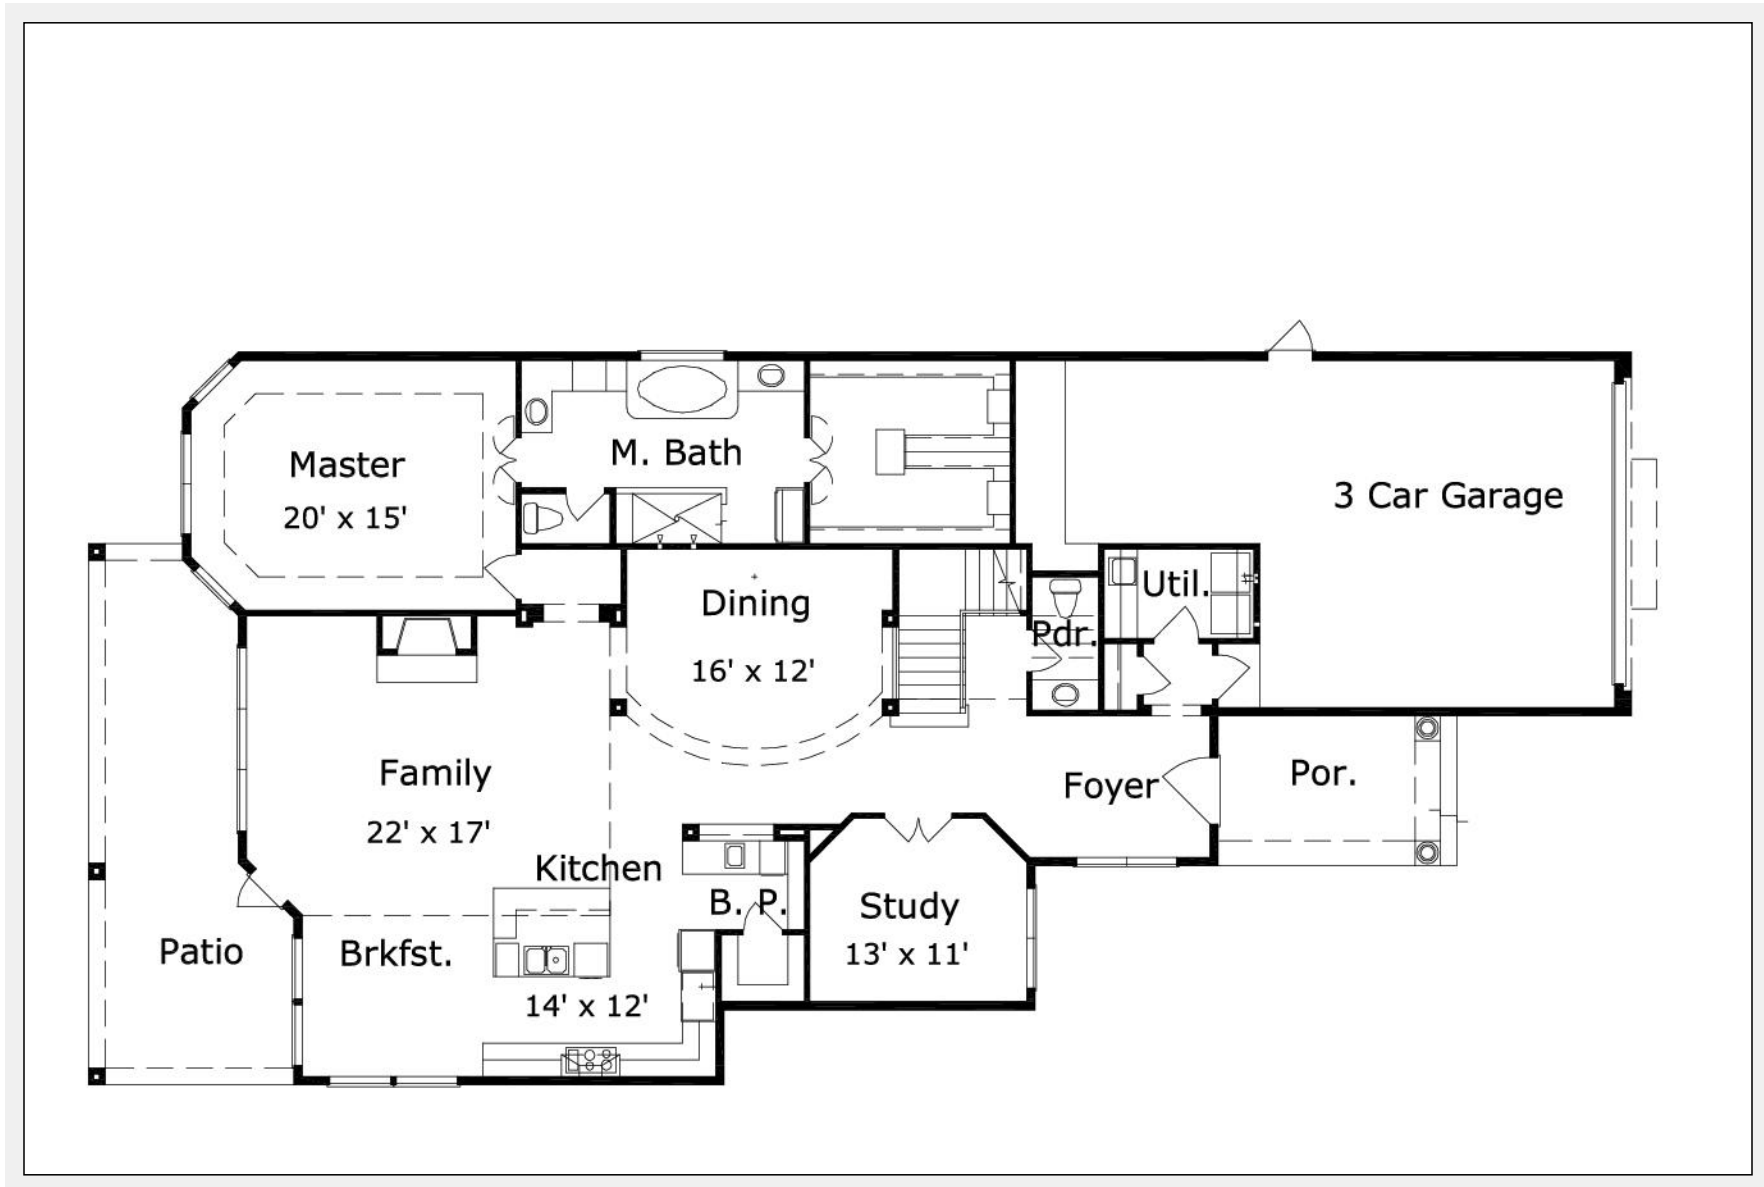 Master
20' x 15'
M. Bath
3 Car Garage
Dining
16' x 12'
Util.
Pdr.
Family
22' x 17'
Foyer
Por.
Kitchen
14' x 12'
B. P.
Study
13' x 11'
Patio
Brkfst.